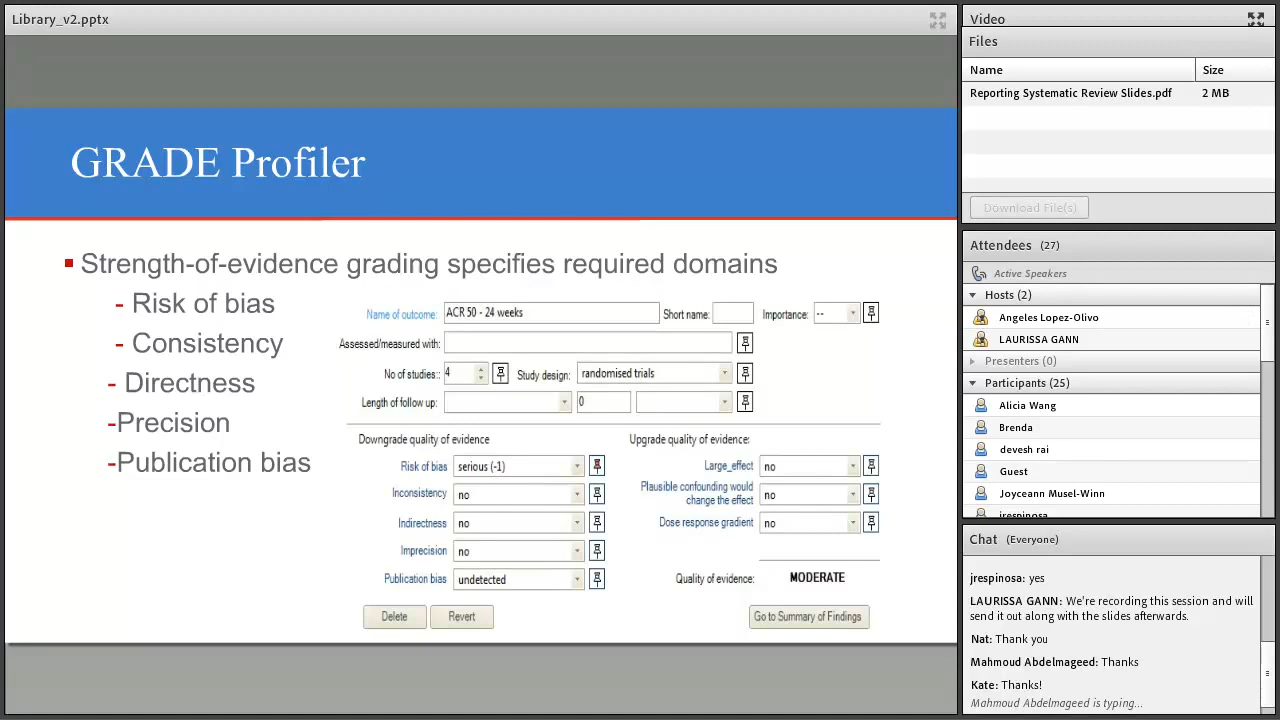 Library_v2.pptx
GRADE Profiler
Strength-of-evidence grading specifies required domains
- Risk of bias
- Consistency
- Directness
-Precision
-Publication bias
Name of outcome: ACR 50 - 24 weeks Short name: Importance: --
Assessed/measured with:
No of studies:: 4 Study design: randomised trials
Length of follow up: 0
Downgrade quality of evidence
Risk of bias serious (-1)
Inconsistency no
Indirectness no
Imprecision no
Publication bias undetected
Upgrade quality of evidence:
Large_effect no
Plausible confounding would
change the effect no
Dose response gradient no
Quality of evidence: MODERATE
Delete Revert Go to Summary of Findings
Video
Files
Name Size
Reporting Systematic Review Slides.pdf 2 MB
Download File(s)
Attendees (27)
Active Speakers
Hosts (2)
Angeles Lopez-Olivo
LAURISSA GANN
Presenters (0)
Participants (25)
Alicia Wang
Brenda
devesh rai
Guest
Joyceann Musel-Winn
jrespinosa
Chat (Everyone)
jrespinosa: yes
LAURISSA GANN: We're recording this session and will
send it out along with the slides afterwards.
Nat: Thank you
Mahmoud Abdelmageed: Thanks
Kate: Thanks!
Mahmoud Abdelmageed is typing...